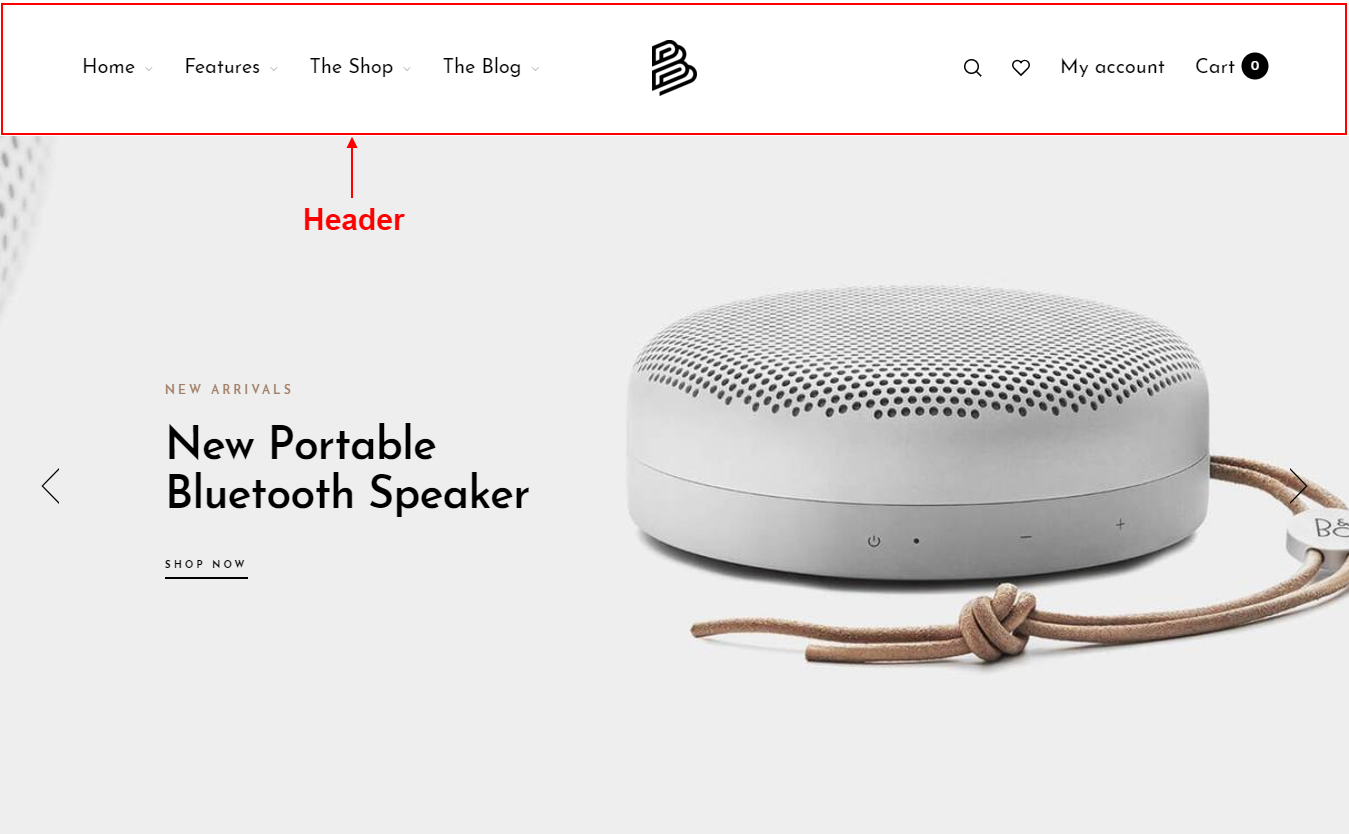 Home Features The Shop The Blog My account Cart 0
Header
NEW ARRIVALS
New Portable
Bluetooth Speaker
SHOP NOW